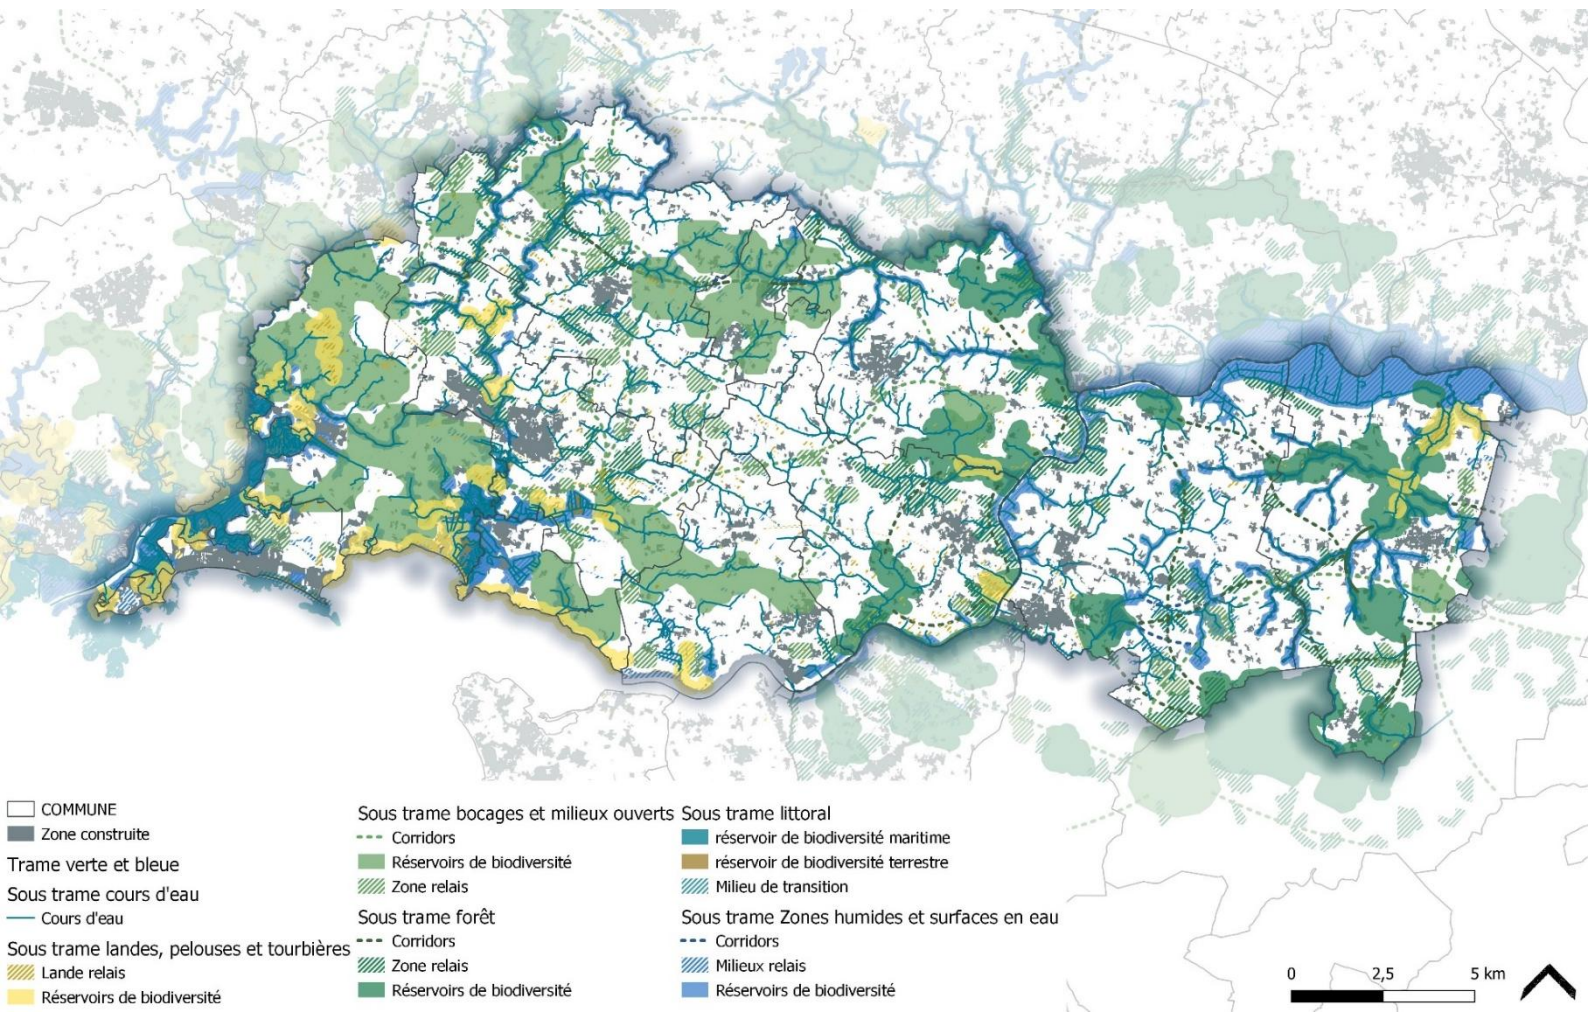 COMMUNE
Zone construite
Trame verte et bleue
Sous trame cours d'eau
Cours d'eau
Sous trame landes, pelouses et tourbières
Lande relais
Réservoirs de biodiversité
Sous trame bocages et milieux ouverts
Corridors
Réservoirs de biodiversité
Zone relais
Sous trame forêt
Corridors
Zone relais
Réservoirs de biodiversité
Sous trame littoral
réservoir de biodiversité maritime
réservoir de biodiversité terrestre
Milieu de transition
Sous trame Zones humides et surfaces en eau
Corridors
Milieux relais
Réservoirs de biodiversité
0 2,5 5 km